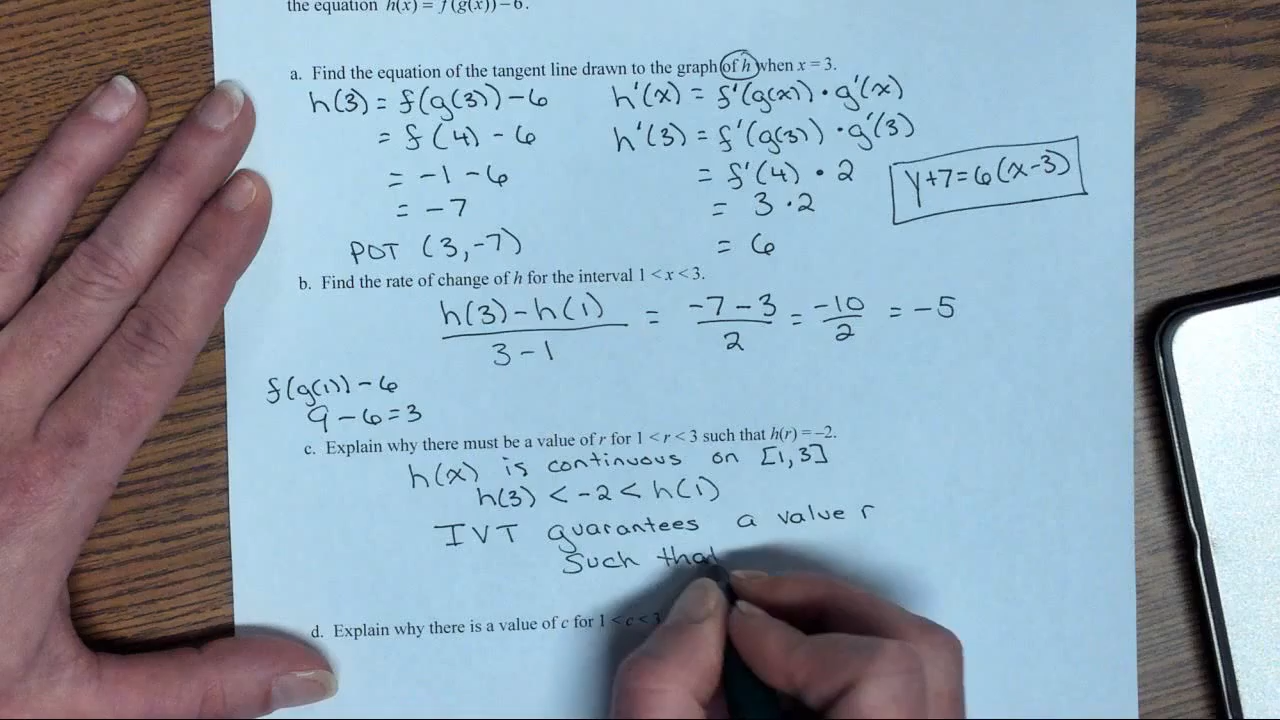 the equation h(x) = f(g(x)) – 6.
a. Find the equation of the tangent line drawn to the graph of h when x = 3.
h(3) = f(g(3)) - 6
= f(4) - 6
= -1 - 6
= -7
POT (3, -7)
h'(x) = f'(g(x)) · g'(x)
h'(3) = f'(g(3)) · g'(3)
= f'(4) · 2
= 3 · 2
= 6
y+7=6(x-3)
b. Find the rate of change of h for the interval 1 < x < 3.
h(3) - h(1) / 3 - 1 = -7 - 3 / 2 = -10 / 2 = -5
f(g(1)) - 6
9 - 6 = 3
c. Explain why there must be a value of r for 1 < r < 3 such that h(r) = –2.
h(x) is continuous on [1,3]
h(3) < -2 < h(1)
IVT guarantees a value r
such that
d. Explain why there is a value of c for 1 < c < 3